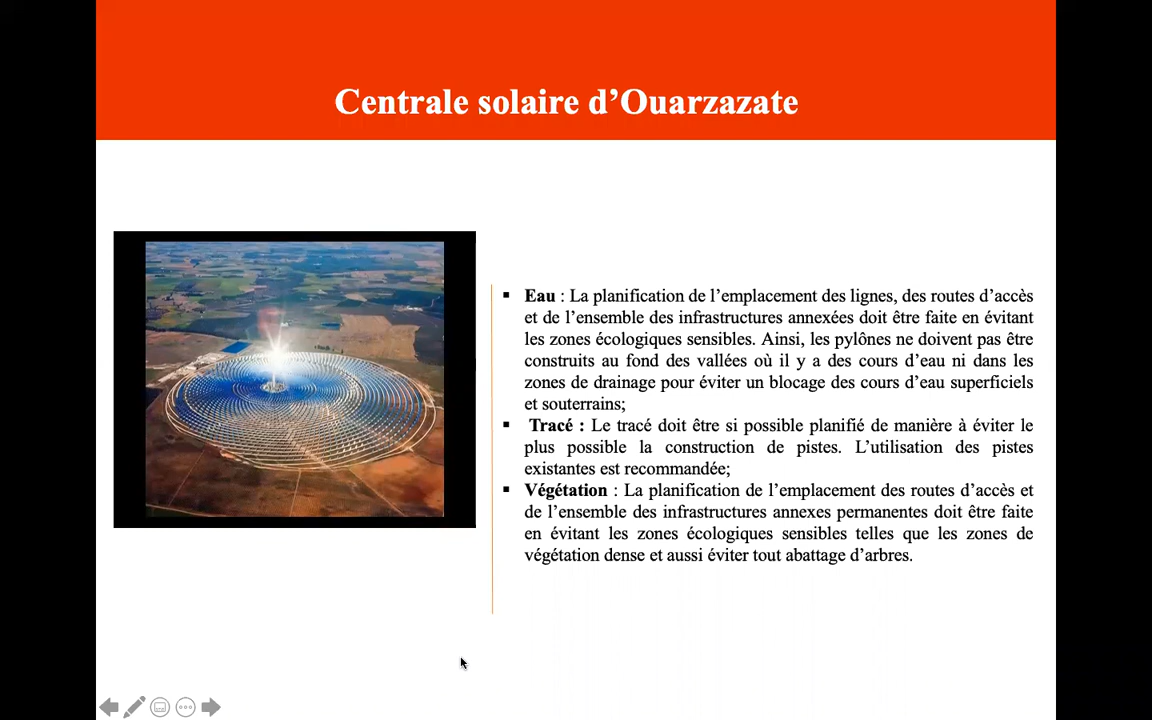 Centrale solaire d’Ouarzazate
▪ Eau : La planification de l’emplacement des lignes, des routes d’accès
et de l’ensemble des infrastructures annexées doit être faite en évitant
les zones écologiques sensibles. Ainsi, les pylônes ne doivent pas être
construits au fond des vallées où il y a des cours d’eau ni dans les
zones de drainage pour éviter un blocage des cours d’eau superficiels
et souterrains;
▪ Tracé : Le tracé doit être si possible planifié de manière à éviter le
plus possible la construction de pistes. L’utilisation des pistes
existantes est recommandée;
▪ Végétation : La planification de l’emplacement des routes d’accès et
de l’ensemble des infrastructures annexes permanentes doit être faite
en évitant les zones écologiques sensibles telles que les zones de
végétation dense et aussi éviter tout abattage d’arbres.